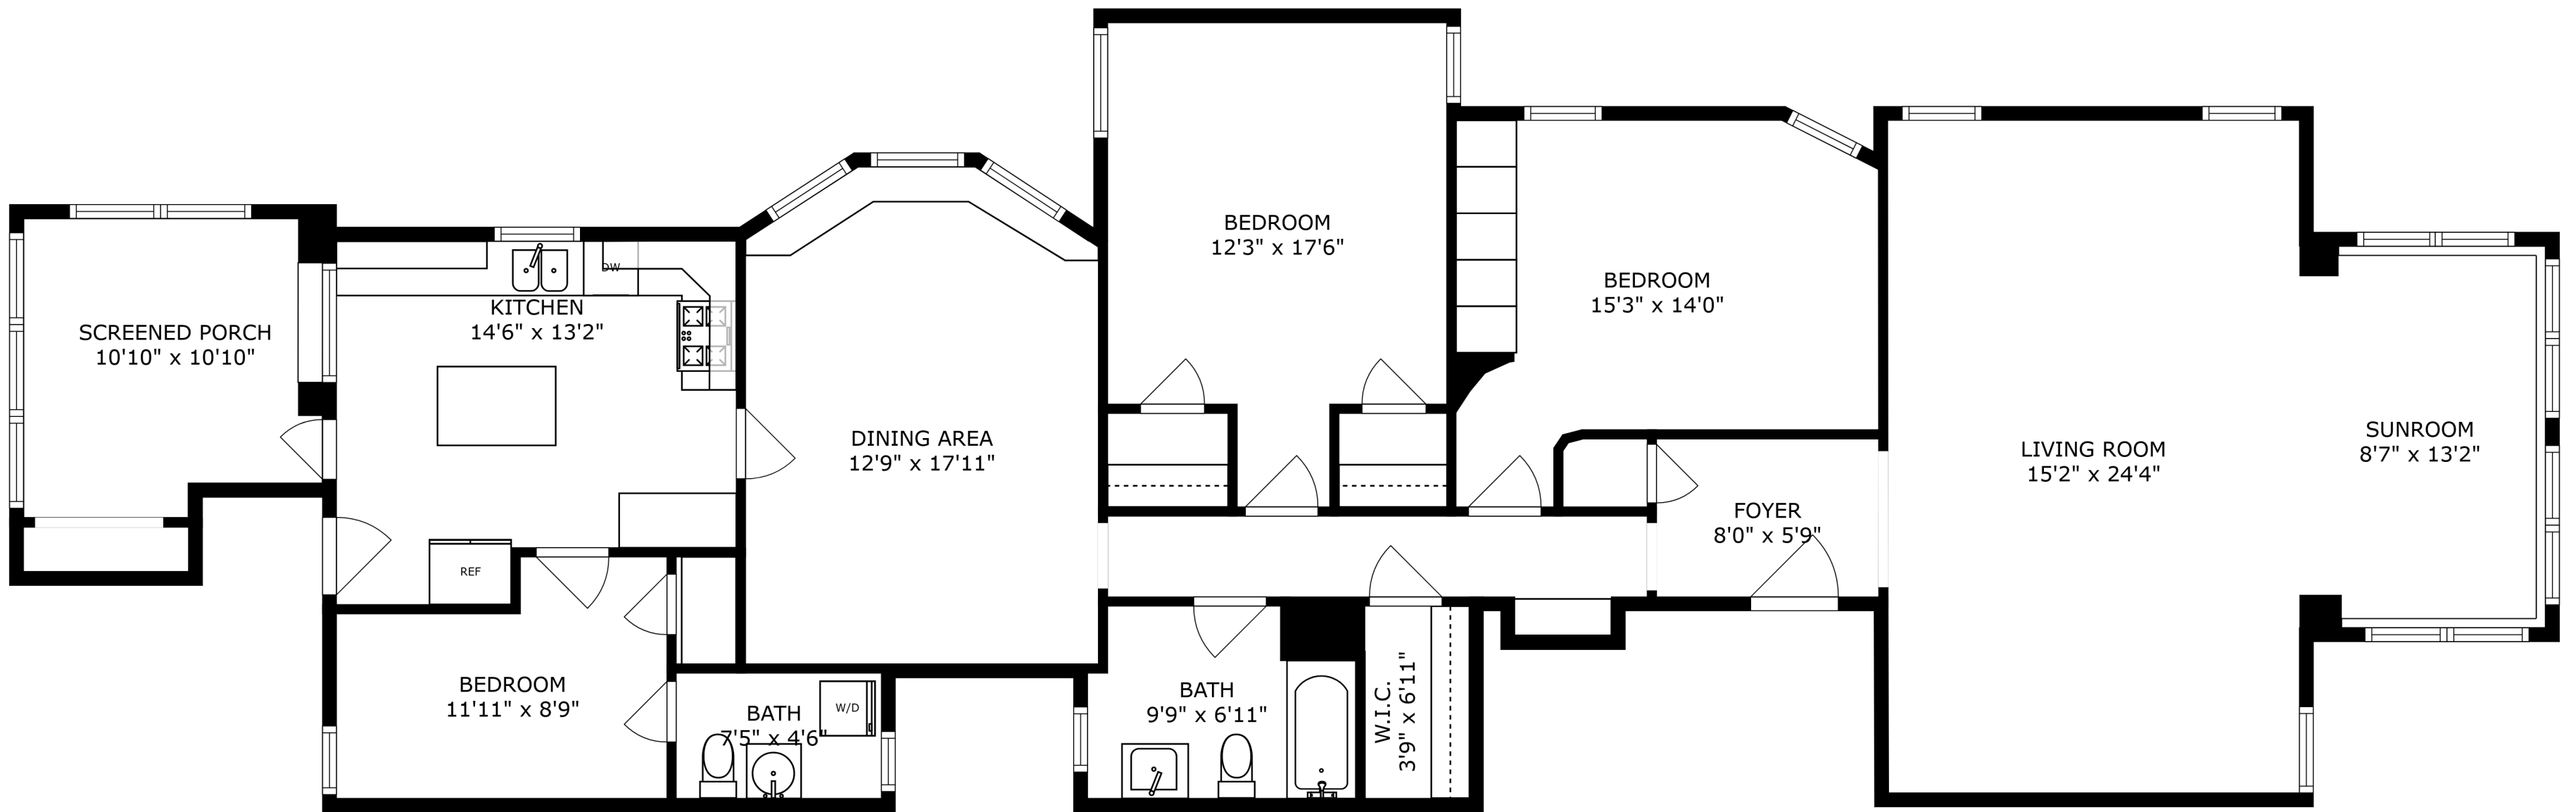 BEDROOM
12'3" x 17'6"
BEDROOM
15'3" x 14'0"
DW
KITCHEN
14'6" x 13'2"
SCREENED PORCH
10'10" x 10'10"
DINING AREA
12'9" x 17'11"
LIVING ROOM
15'2" x 24'4"
SUNROOM
8'7" x 13'2"
FOYER
8'0" x 5'9"
REF
BEDROOM
11'11" x 8'9"
BATH
7'5" x 4'6"
W/D
BATH
9'9" x 6'11"
W.I.C.
3'9" x 6'11"